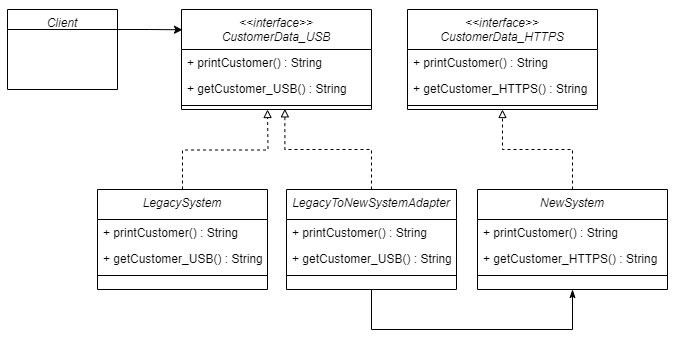 Client
<<interface>>
CustomerData_USB
+ printCustomer() : String
+ getCustomer_USB() : String
<<interface>>
CustomerData_HTTPS
+ printCustomer() : String
+ getCustomer_HTTPS() : String
LegacySystem
+ printCustomer() : String
+ getCustomer_USB() : String
LegacyToNewSystemAdapter
+ printCustomer() : String
+ getCustomer_USB() : String
NewSystem
+ printCustomer() : String
+ getCustomer_HTTPS() : String